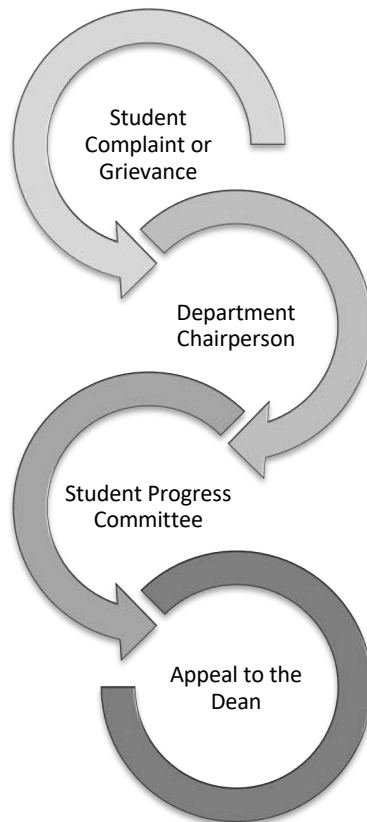 Student
Complaint or
Grievance
Department
Chairperson
Student Progress
Committee
Appeal to the
Dean